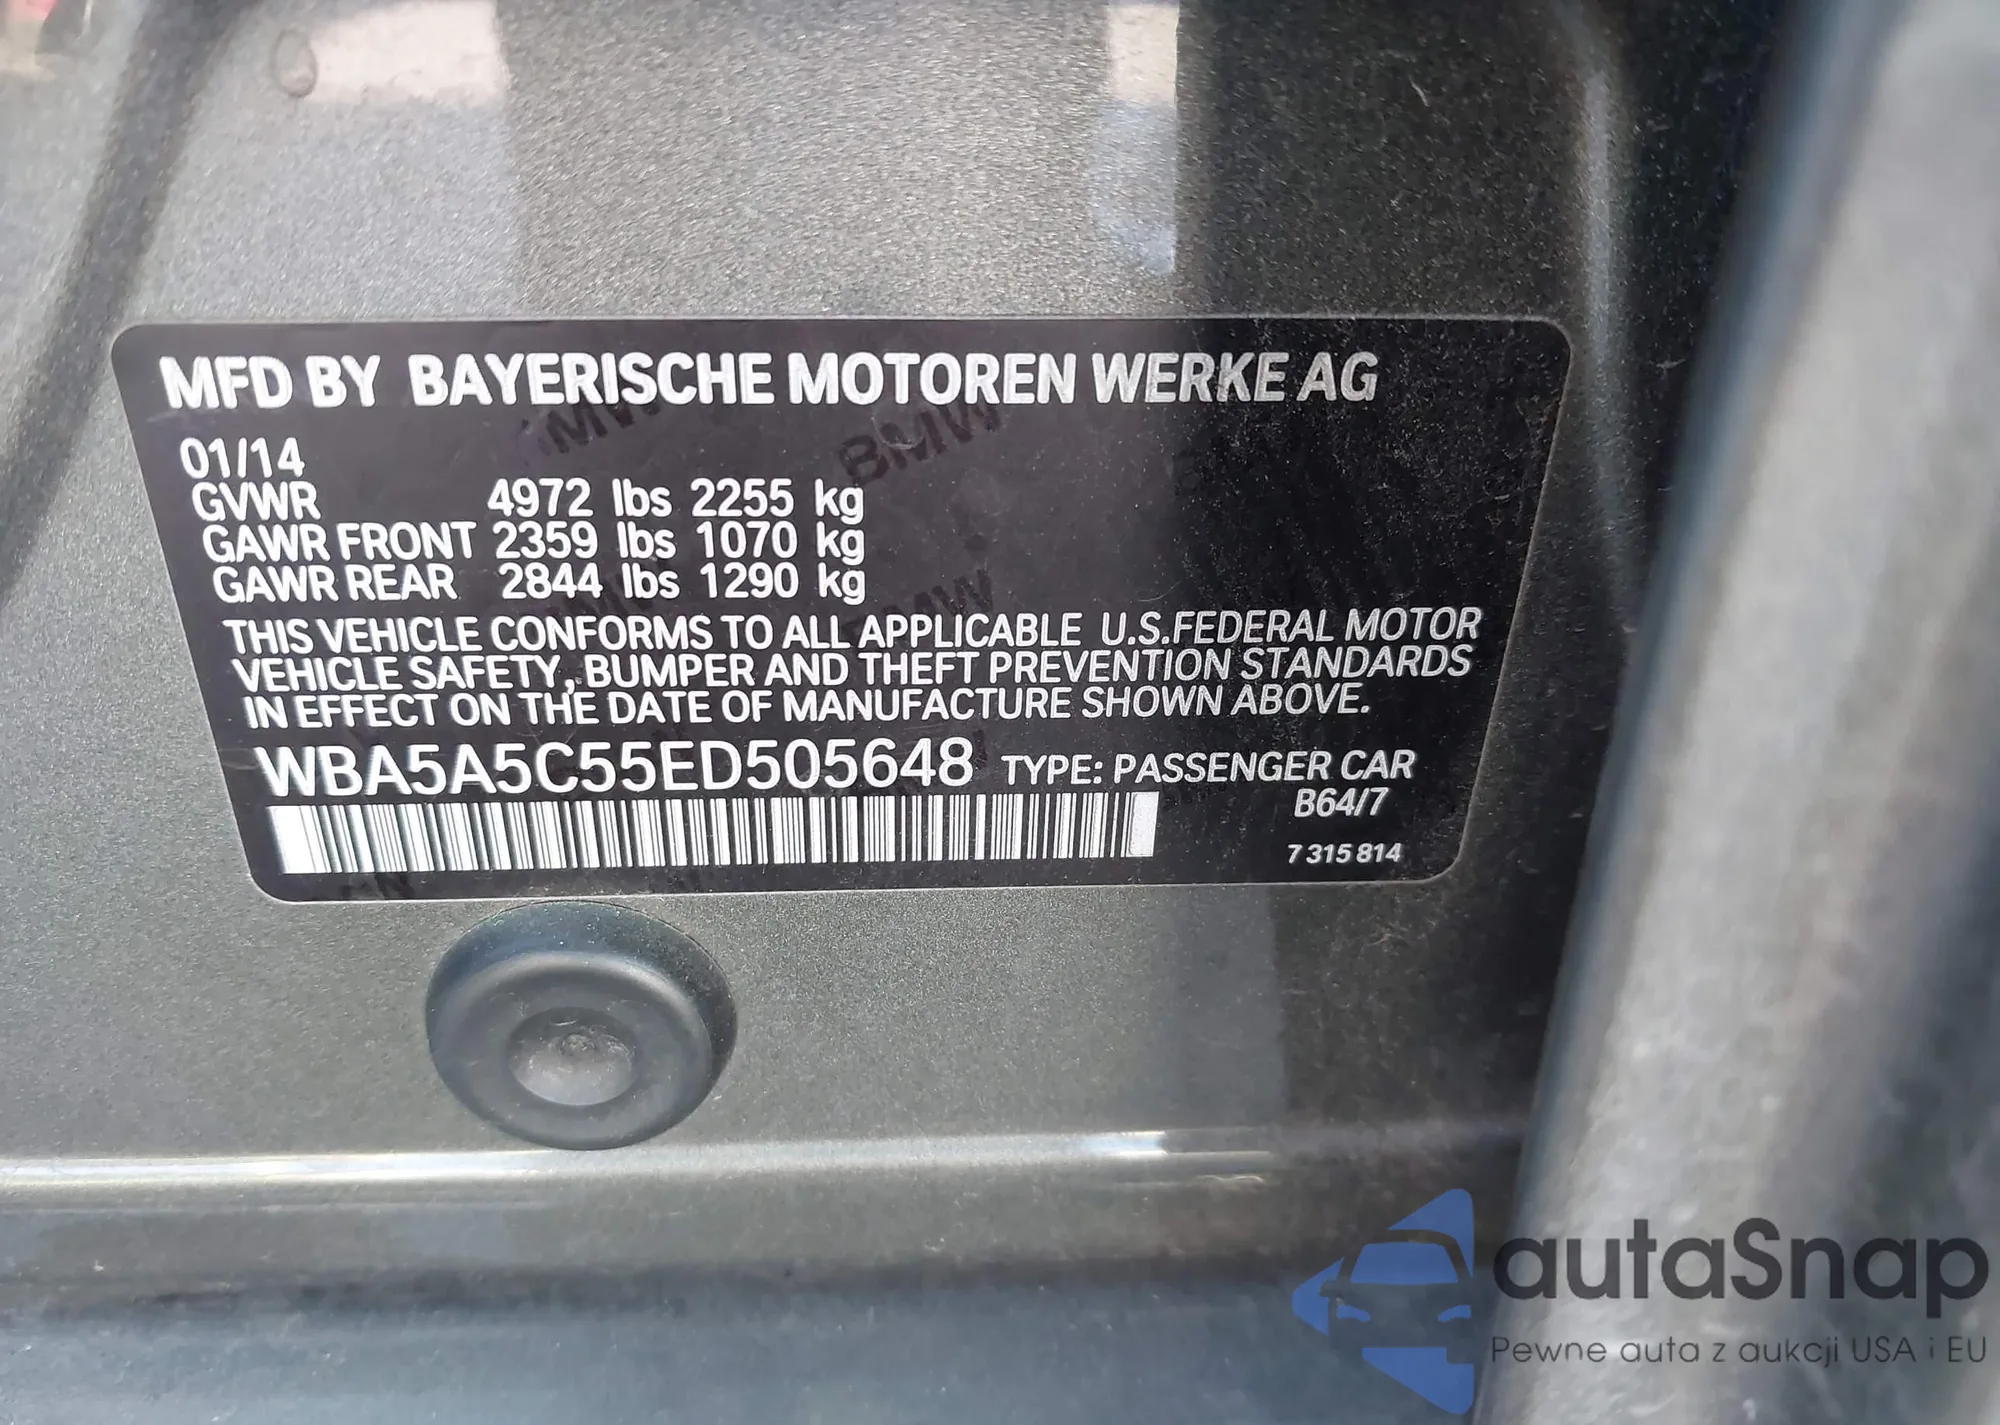 MFD BY BAYERISCHE MOTOREN WERKE AG
01/14
GVWR 4972 lbs 2255 kg
GAWR FRONT 2359 lbs 1070 kg
GAWR REAR 2844 lbs 1290 kg
THIS VEHICLE CONFORMS TO ALL APPLICABLE U.S.FEDERAL MOTOR
VEHICLE SAFETY, BUMPER AND THEFT PREVENTION STANDARDS
IN EFFECT ON THE DATE OF MANUFACTURE SHOWN ABOVE.
WBA5A5C55ED505648 TYPE: PASSENGER CAR
B64/7
7 315 814
BMW
BMW
autaSnap
Pewne auta z aukcji USA i EU